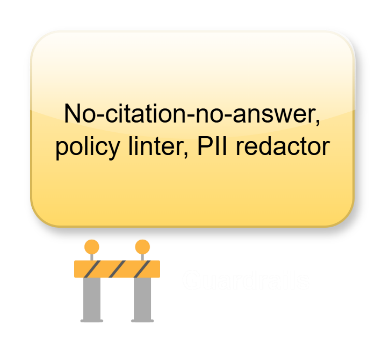 No-citation-no-answer,
policy linter, PII redactor